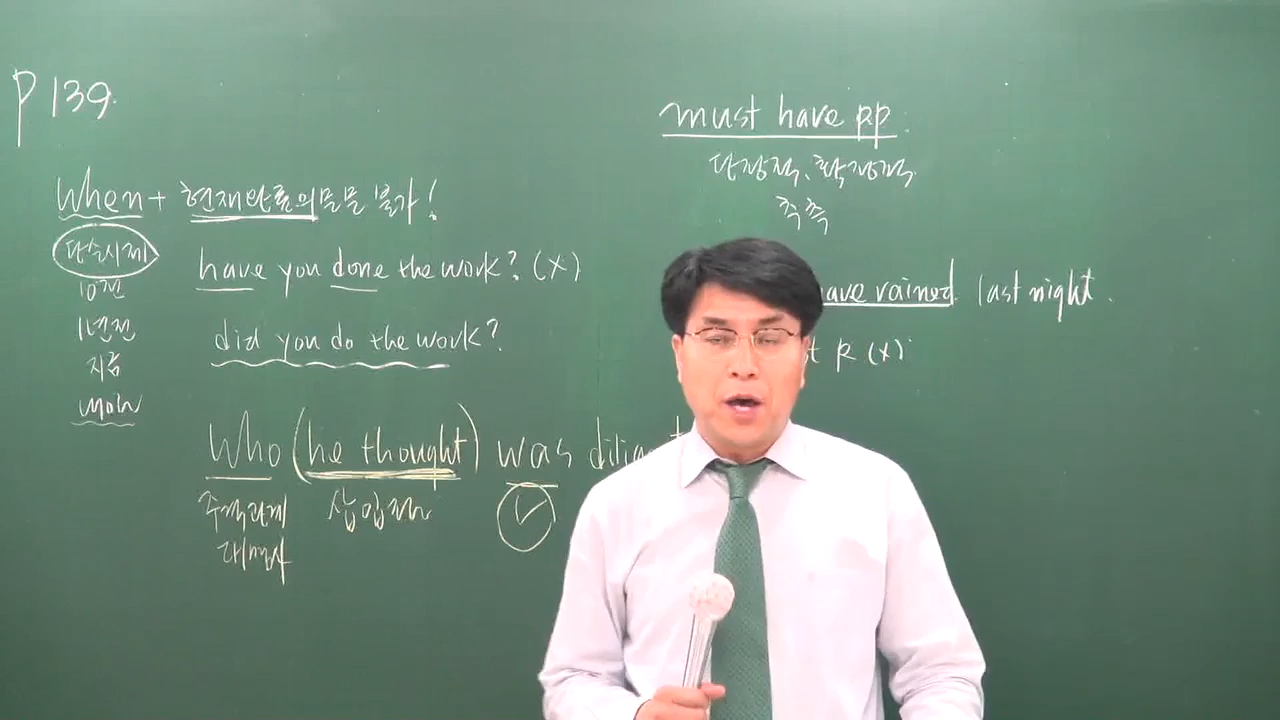 P 139.
When + 현재완료의문문 불가!
단순시제
10년전
1년전
지금
now
have you done the work? (X)
did you do the work?
Who (he thought) was
주격관계
대명사
삽입절
must have pp.
단정적, 확정적
추측
have rained last night.
R (X)